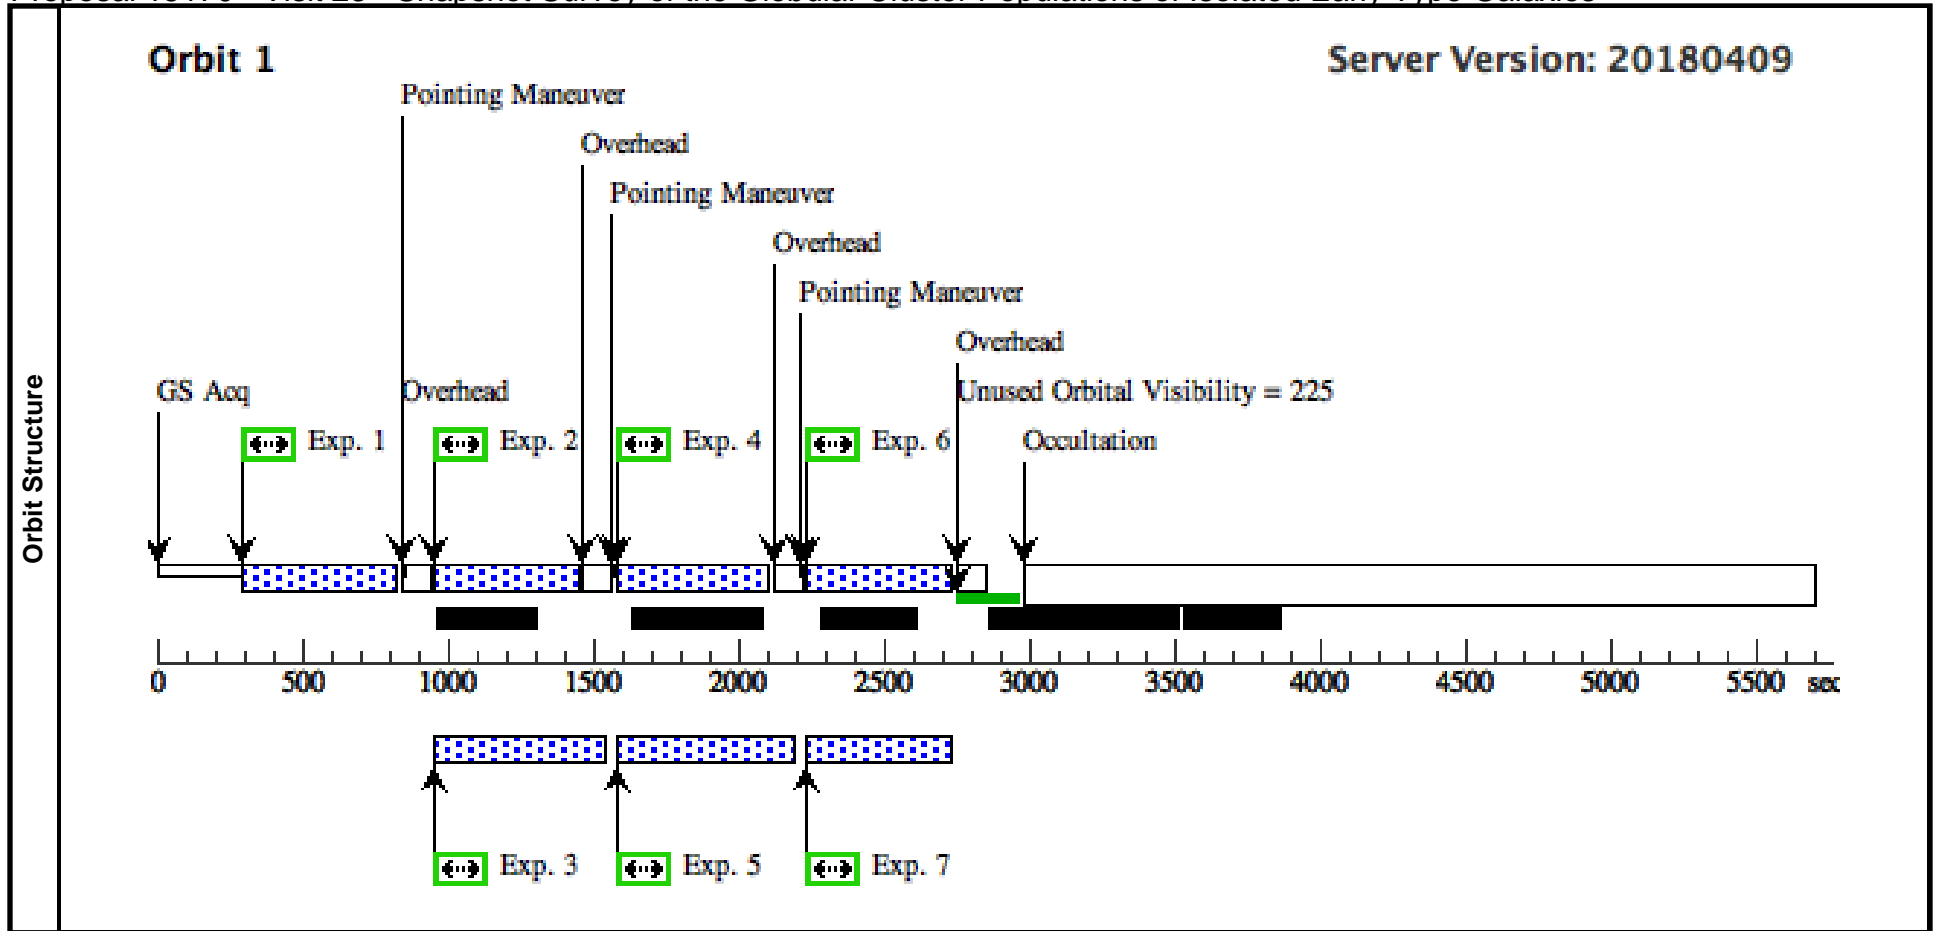 Orbit Structure
Orbit 1
Server Version: 20180409
Pointing Maneuver
Overhead
Pointing Maneuver
Overhead
Pointing Maneuver
Overhead
GS Acq
Overhead
Unused Orbital Visibility = 225
Exp. 1
Exp. 2
Exp. 4
Exp. 6
Occultation
0 500 1000 1500 2000 2500 3000 3500 4000 4500 5000 5500 sec
Exp. 3
Exp. 5
Exp. 7